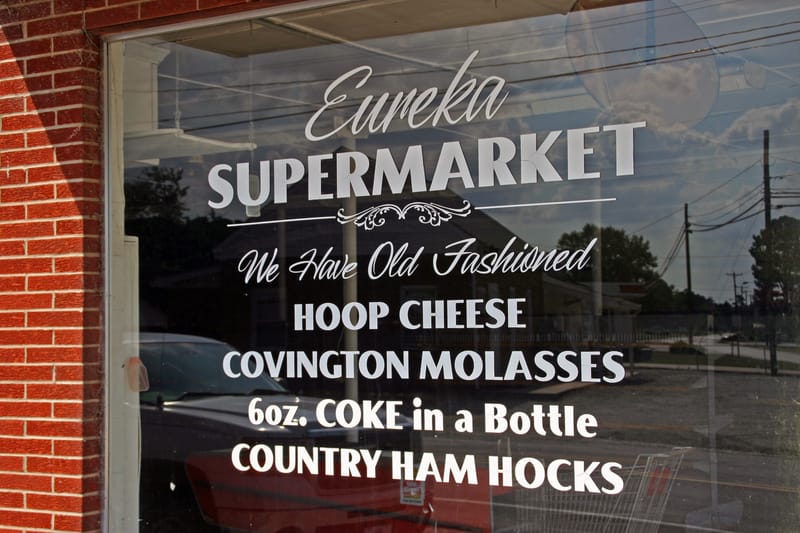 Eureka
SUPERMARKET
We Have Old Fashioned
HOOP CHEESE
COVINGTON MOLASSES
6oz. COKE in a Bottle
COUNTRY HAM HOCKS